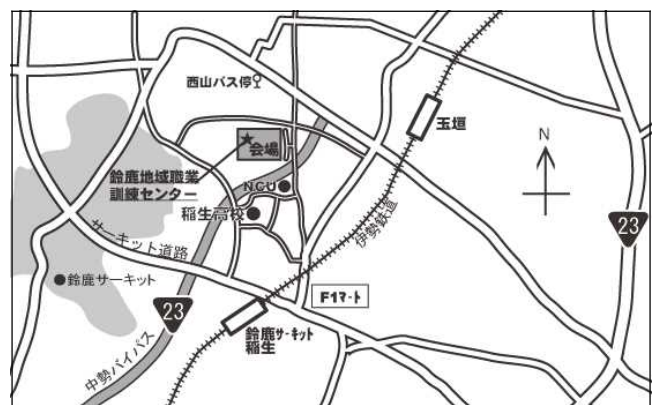 西山バス停
玉垣
N
★
会場
鈴鹿地域職業
訓練センター
NCU
稲生高校
伊勢鉄道
23
サーキット道路
鈴鹿サーキット
F1マート
23
鈴鹿サーキット
稲生
中勢バイパス